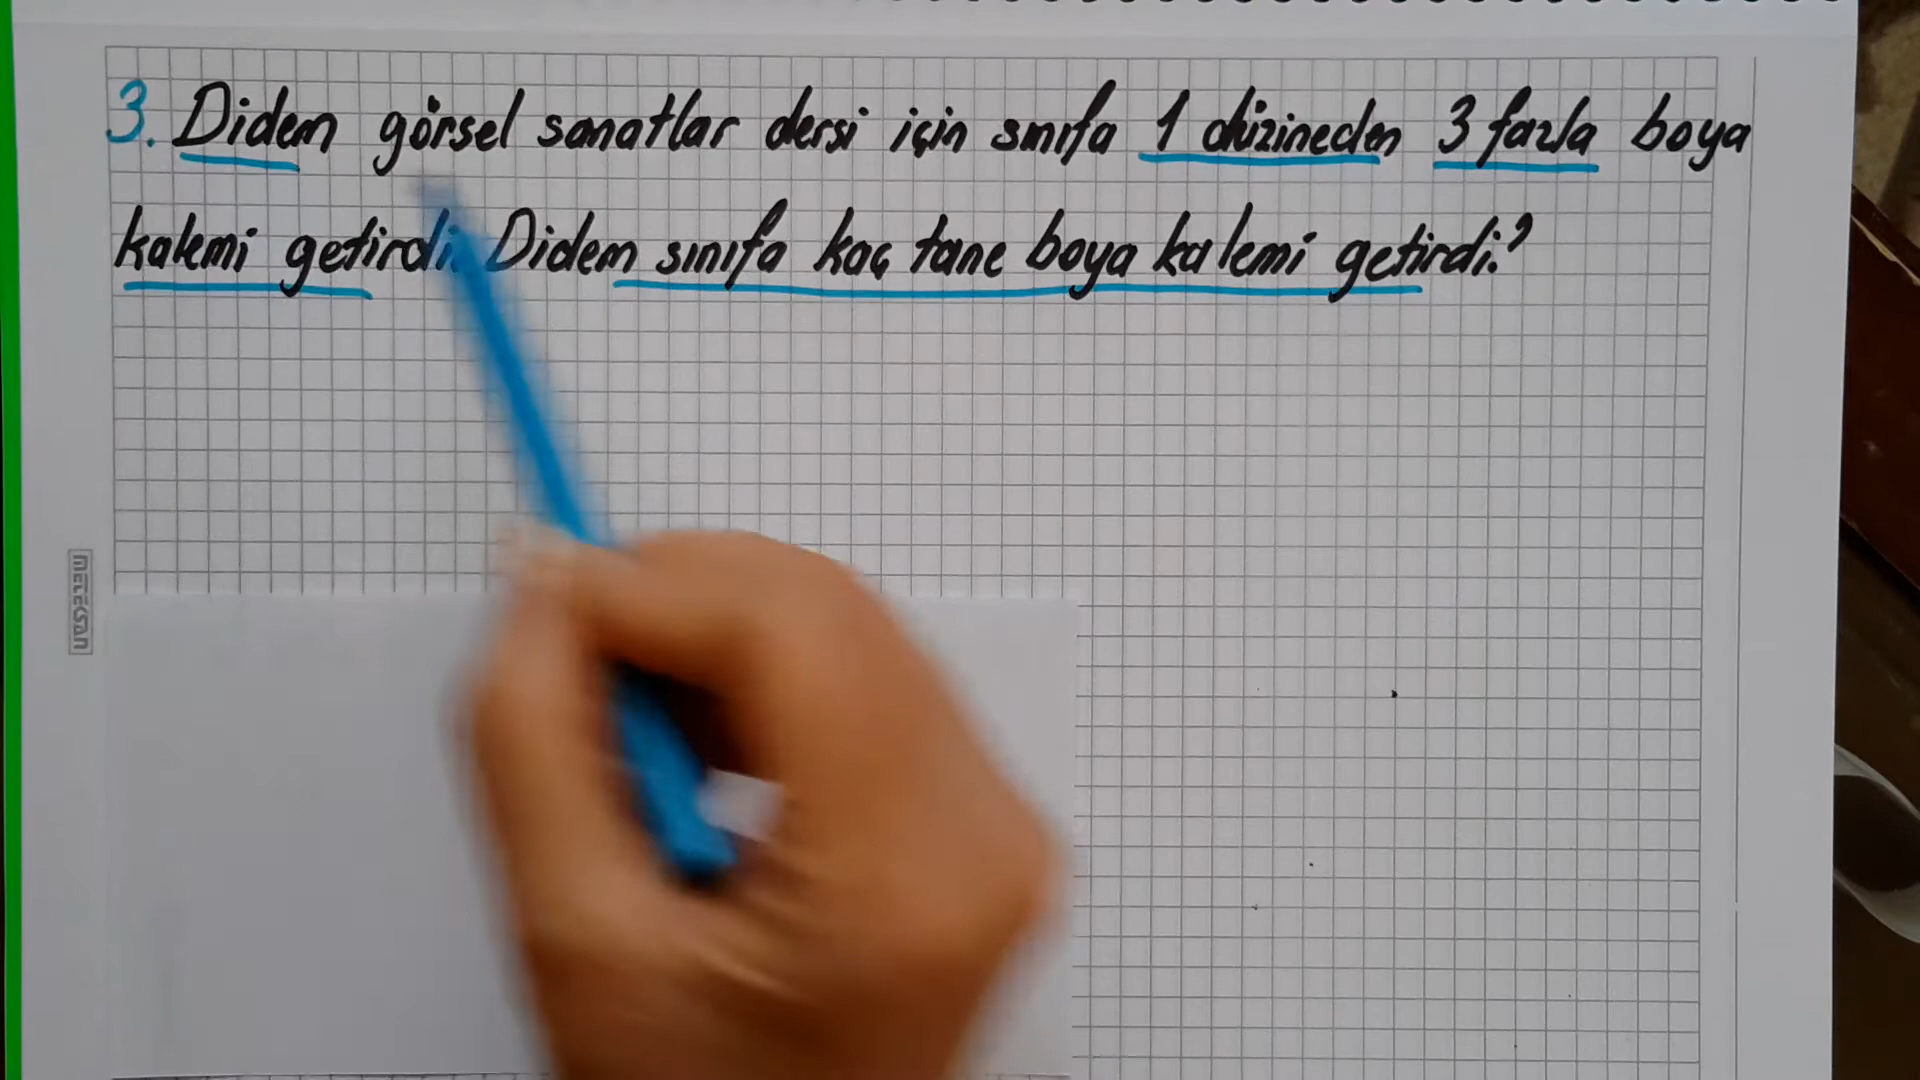 3. Didem görsel sanatlar dersi için sınıfa 1 düzineden 3 fazla boya
kalemi getirdi. Didem sınıfa kaç tane boya kalemi getirdi?
MELEĞSAN